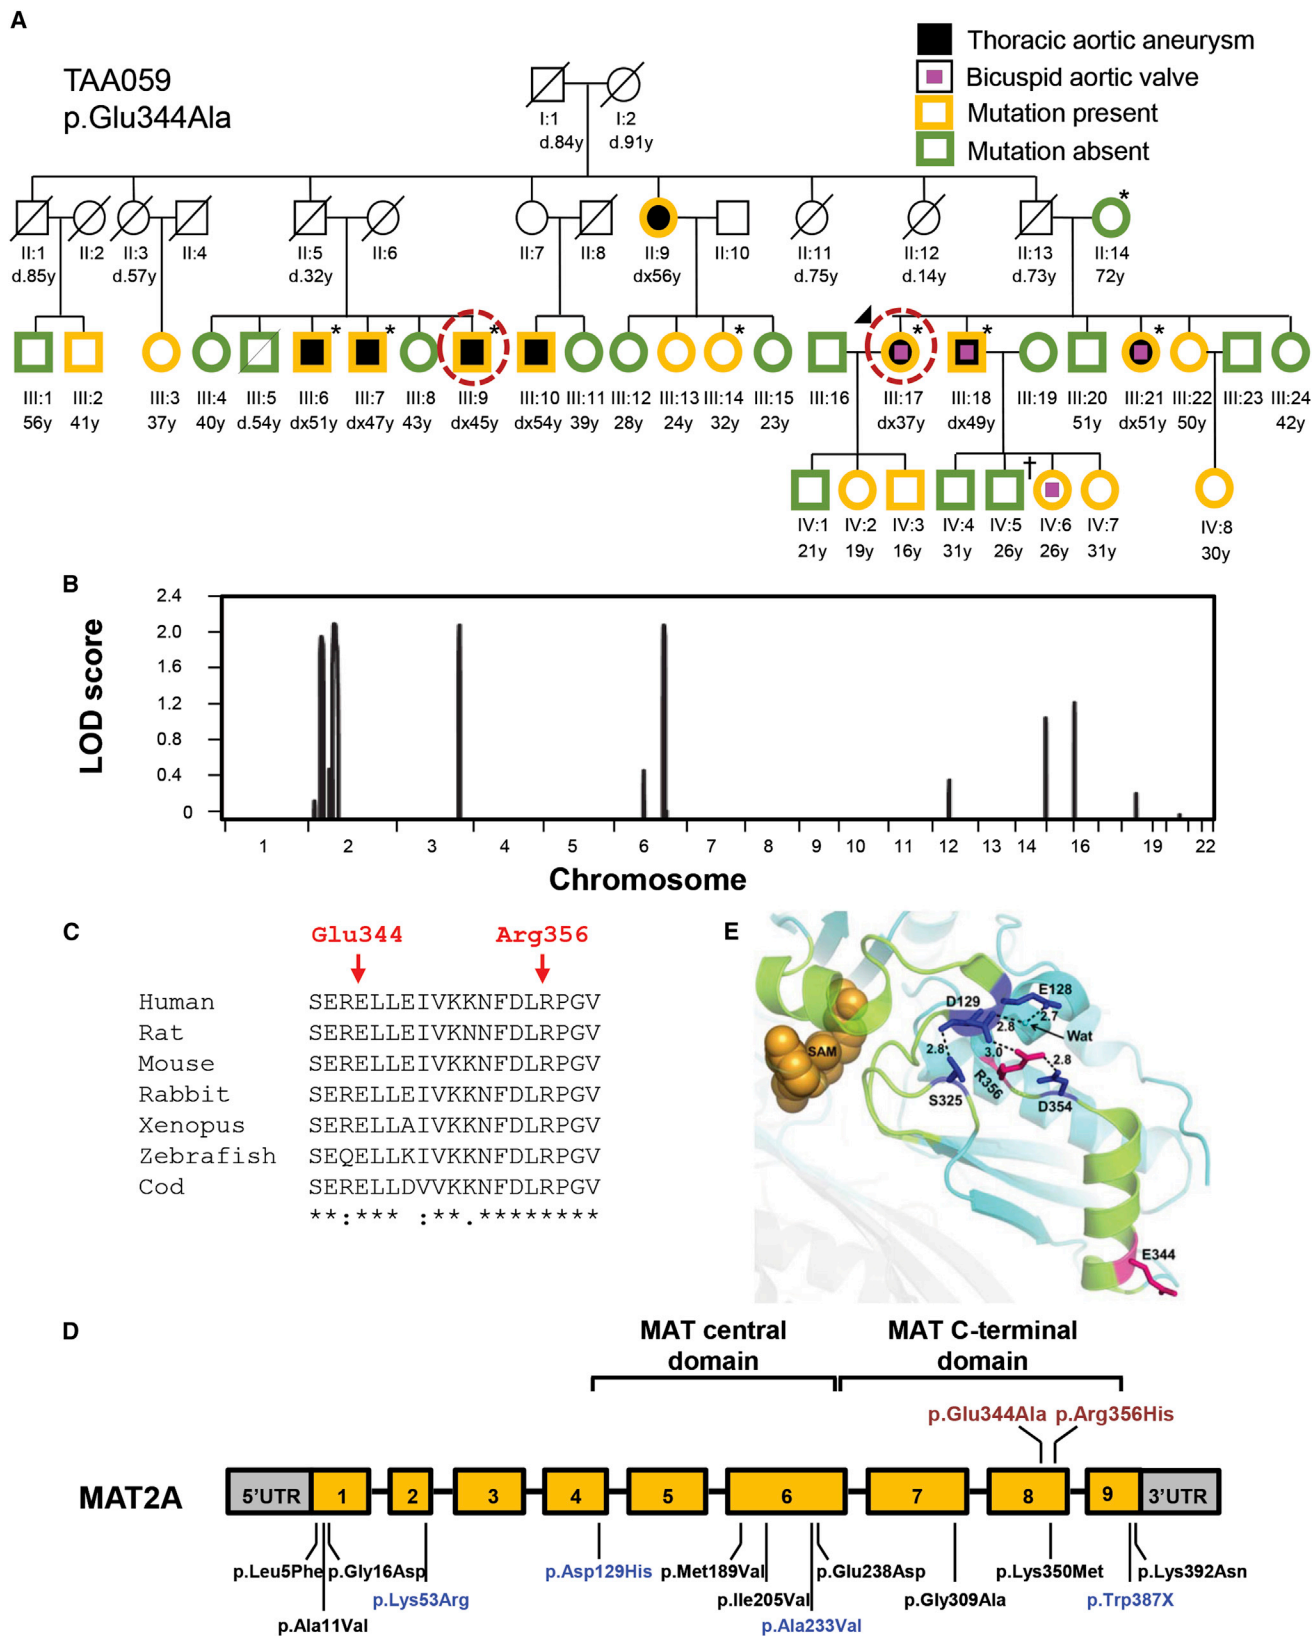 A
TAA059
p.Glu344Ala
Thoracic aortic aneurysm
Bicuspid aortic valve
Mutation present
Mutation absent
I:1 I:2
d.84y d.91y
*
II:1 II:2 II:3 II:4 II:5 II:6 II:7 II:8 II:9 II:10 II:11 II:12 II:13 II:14
d.85y d.57y d.32y dx56y d.75y d.14y d.73y 72y
* * * * * * *
III:1 III:2 III:3 III:4 III:5 III:6 III:7 III:8 III:9 III:10 III:11 III:12 III:13 III:14 III:15 III:16 III:17 III:18 III:19 III:20 III:21 III:22 III:23 III:24
56y 41y 37y 40y d.54y dx51y dx47y 43y dx45y dx54y 39y 28y 24y 32y 23y dx37y dx49y 51y dx51y 50y 42y
†
IV:1 IV:2 IV:3 IV:4 IV:5 IV:6 IV:7 IV:8
21y 19y 16y 31y 26y 26y 31y 30y
B
LOD score
2.4
2.0
1.6
1.2
0.8
0.4
0
1 2 3 4 5 6 7 8 9 10 11 12 13 14 16 19 22
Chromosome
C
Glu344 Arg356
Human SERELLEIVKKNFDLRPGV
Rat SERELLEIVKNNFDLRPGV
Mouse SERELLEIVKNNFDLRPGV
Rabbit SERELLEIVKKNFDLRPGV
Xenopus SERELLAIVKKNFDLRPGV
Zebrafish SEQELLKIVKKNFDLRPGV
Cod SERELLDVVKKNFDLRPGV
**:*** :**.********
E
D129
E128
2.7
2.8
Wat
SAM
2.8
3.0
2.8
R356
S325
D354
E344
D
MAT central
domain
MAT C-terminal
domain
p.Glu344Ala p.Arg356His
MAT2A
5'UTR 1 2 3 4 5 6 7 8 9 3'UTR
p.Leu5Phe p.Gly16Asp p.Asp129His p.Met189Val p.Glu238Asp p.Lys350Met p.Lys392Asn
p.Lys53Arg p.Ile205Val p.Gly309Ala p.Trp387X
p.Ala11Val p.Ala233Val